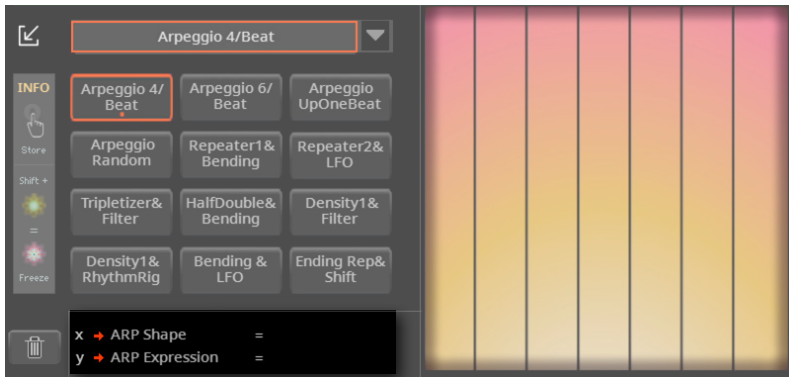 Arpeggio 4/Beat
INFO
Store
Shift +
=
Freeze
Arpeggio 4/
Beat
Arpeggio 6/
Beat
Arpeggio
UpOneBeat
Arpeggio
Random
Repeater1&
Bending
Repeater2&
LFO
Tripletizer&
Filter
HalfDouble&
Bending
Density1&
Filter
Density1&
RhythmRig
Bending &
LFO
Ending Rep&
Shift
x → ARP Shape =
y → ARP Expression =